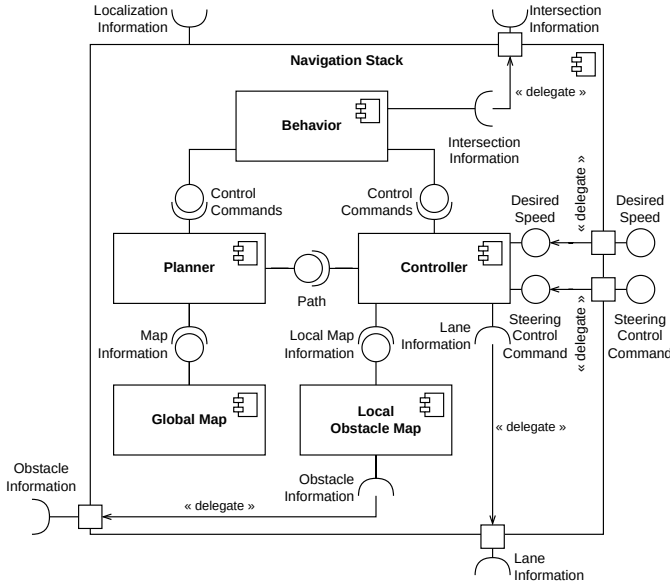 Localization
Information
Intersection
Information
Navigation Stack
« delegate »
Behavior
Intersection
Information
Control
Commands
Control
Commands
Desired
Speed
« delegate »
Desired
Speed
Planner
Controller
Path
Map
Information
Local Map
Information
Lane
Information
Steering
Control
Command
« delegate »
Steering
Control
Command
Global Map
Local
Obstacle Map
« delegate »
Obstacle
Information
Obstacle
Information
« delegate »
Lane
Information